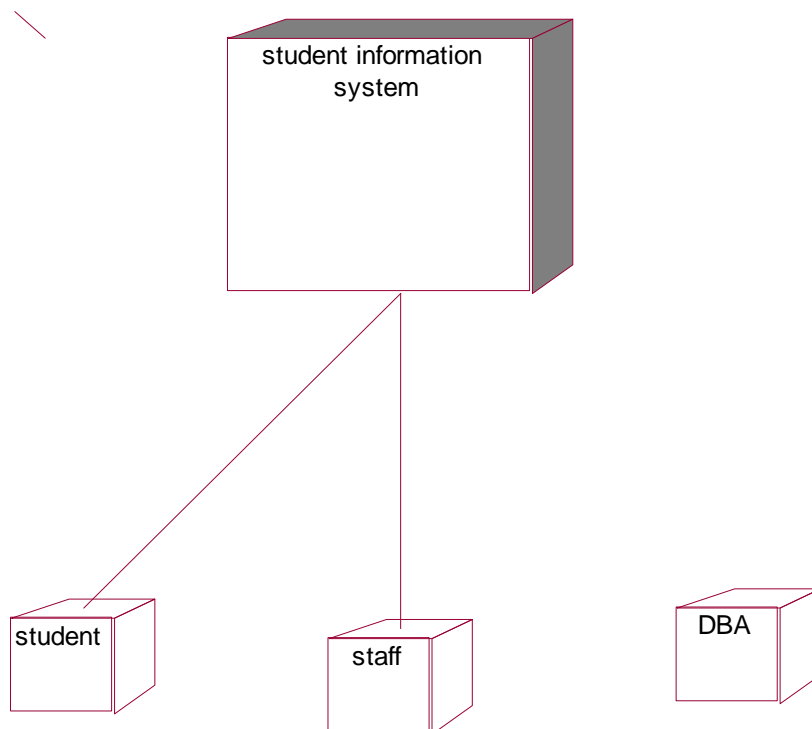 student information
system
student
staff
DBA